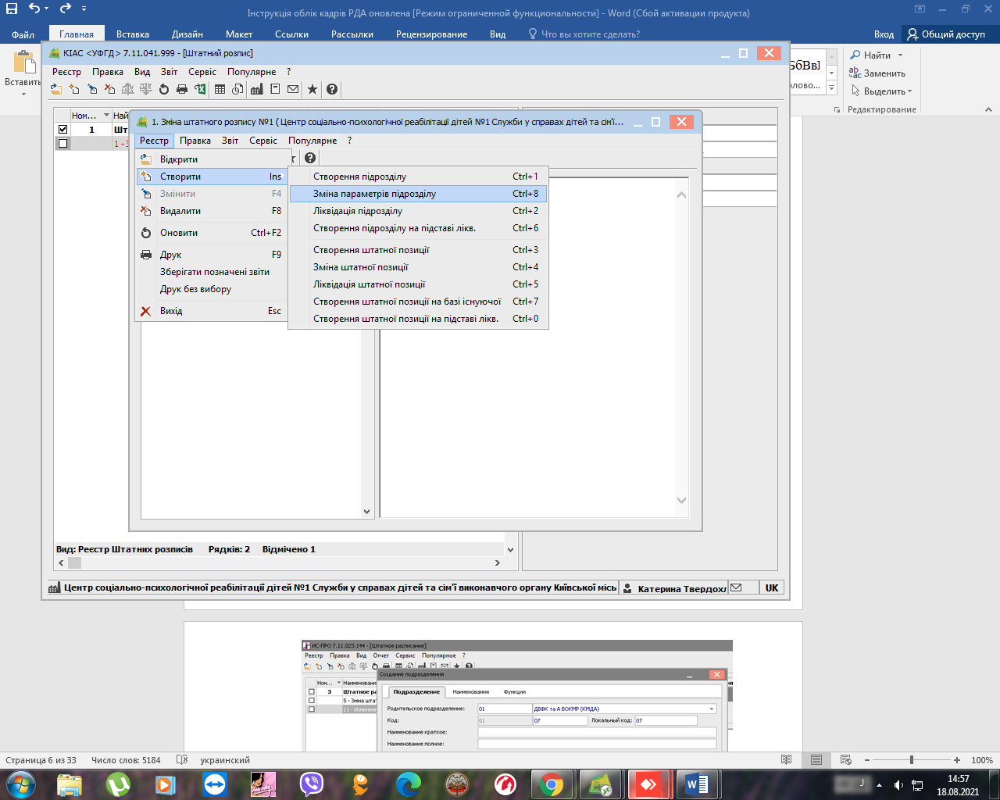 Інструкція облік кадрів РДА оновлена [Режим ограниченной функциональности] - Word (Сбой активации продукта)
Файл Главная Вставка Дизайн Макет Ссылки Рассылки Рецензирование Вид Что вы хотите сделать? Вход Общий доступ
Вставить
Найти
Заменить
Выделить
Редактирование
КІАС <УФГД> 7.11.041.999 - [Штатний розпис]
Реєстр Правка Вид Звіт Сервіс Популярне ?
Ном... Най
1 Шт
1 - З
1. Зміна штатного розпису №1 ( Центр соціально-психологічної реабілітації дітей №1 Служби у справах дітей та сім'ї...
Реєстр Правка Звіт Сервіс Популярне ?
Відкрити
Створити Ins
Змінити F4
Видалити F8
Оновити Ctrl+F2
Друк F9
Зберігати позначені звіти
Друк без вибору
Вихід Esc
Створення підрозділу Ctrl+1
Зміна параметрів підрозділу Ctrl+8
Ліквідація підрозділу Ctrl+2
Створення підрозділу на підставі лікв. Ctrl+6
Створення штатної позиції Ctrl+3
Зміна штатної позиції Ctrl+4
Ліквідація штатної позиції Ctrl+5
Створення штатної позиції на базі існуючої Ctrl+7
Створення штатної позиції на підставі лікв. Ctrl+0
Вид: Реєстр Штатних розписів Рядків: 2 Відмічено 1
Центр соціально-психологічної реабілітації дітей №1 Служби у справах дітей та сім'ї виконавчого органу Київської місь Катерина Твердохл UK
ИС-ПРО 7.11.023.144 - [Штатное расписание]
Реестр Правка Вид Отчет Сервис Популярное ?
Ном... Наименовани
3 Штатное ра
5 - Зміна штат
11 - Изменени
Создание подразделения
Подразделение Наименования Функции
Родительское подразделение: 01 ДВФК та А ВОКМР (КМДА)
Код: 01 07 Локальный код: 07
Наименование краткое:
Наименование полное:
Страница 6 из 33 Число слов: 5184 украинский 100%
14:57
18.08.2021